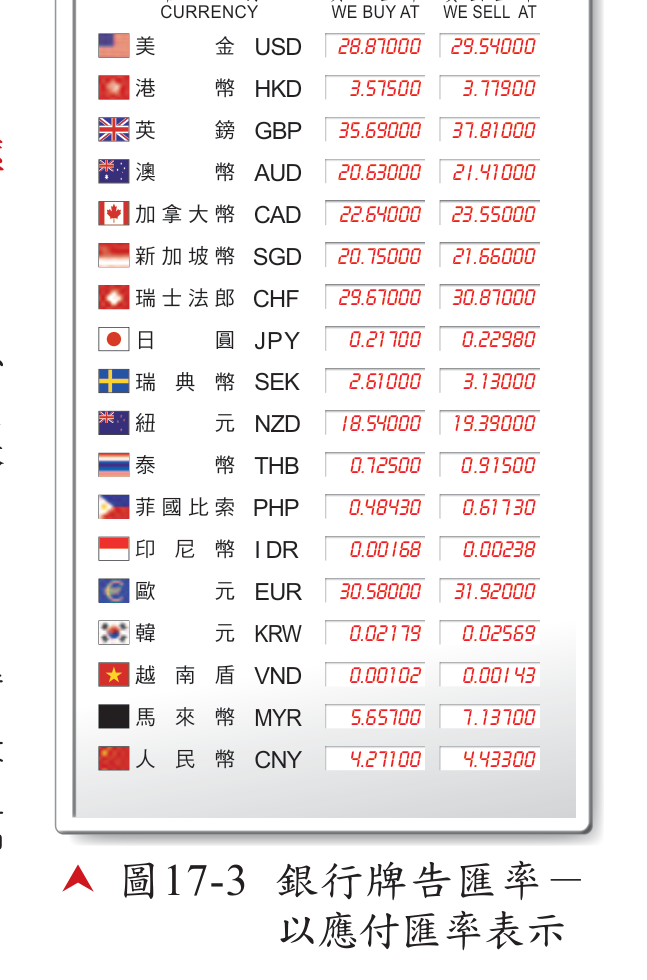 CURRENCY WE BUY AT WE SELL AT
美金 USD 28.87000 29.54000
港幣 HKD 3.57500 3.77900
英鎊 GBP 35.69000 37.81000
澳幣 AUD 20.63000 21.41000
加拿大幣 CAD 22.64000 23.55000
新加坡幣 SGD 20.75000 21.66000
瑞士法郎 CHF 29.67000 30.87000
日圓 JPY 0.21700 0.22980
瑞典幣 SEK 2.61000 3.13000
紐元 NZD 18.54000 19.39000
泰幣 THB 0.72500 0.91500
菲國比索 PHP 0.48430 0.61730
印尼幣 IDR 0.00168 0.00238
歐元 EUR 30.58000 31.92000
韓元 KRW 0.02179 0.02569
越南盾 VND 0.00102 0.00143
馬來幣 MYR 5.65700 7.13700
人民幣 CNY 4.27100 4.43300
圖17-3 銀行牌告匯率－
以應付匯率表示